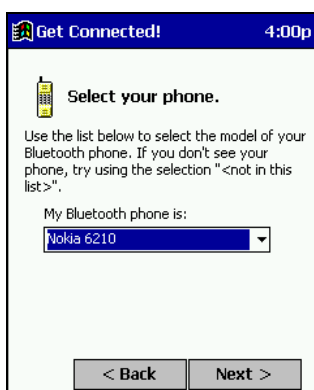 Get Connected! 4:00p
Select your phone.
Use the list below to select the model of your
Bluetooth phone. If you don't see your
phone, try using the selection "<not in this
list>".
My Bluetooth phone is:
Nokia 6210
< Back Next >